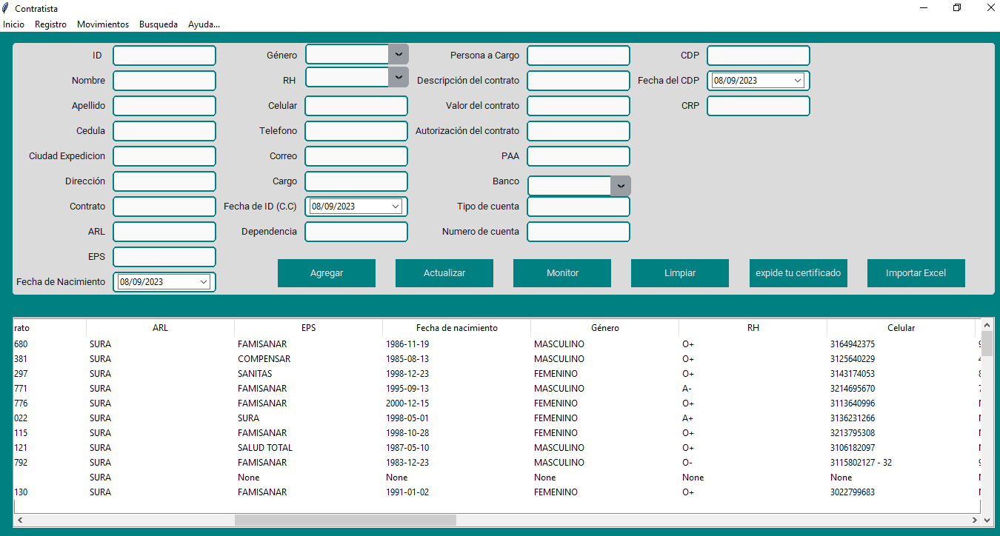 Contratista
Inicio Registro Movimientos Busqueda Ayuda...
ID Género Persona a Cargo CDP
Nombre RH Descripción del contrato Fecha del CDP 08/09/2023
Apellido Celular Valor del contrato CRP
Cedula Telefono Autorización del contrato
Ciudad Expedicion Correo PAA
Dirección Cargo Banco
Contrato Fecha de ID (C.C) 08/09/2023 Tipo de cuenta
ARL Dependencia Numero de cuenta
EPS
Fecha de Nacimiento 08/09/2023
Agregar Actualizar Monitor Limpiar expide tu certificado Importar Excel
rato ARL EPS Fecha de nacimiento Género RH Celular
680 SURA FAMISANAR 1986-11-19 MASCULINO O+ 3164942375
381 SURA COMPENSAR 1985-08-13 MASCULINO O+ 3125640229
297 SURA SANITAS 1998-12-23 FEMENINO O+ 3143174053
771 SURA FAMISANAR 1995-09-13 MASCULINO A- 3214695670
776 SURA FAMISANAR 2000-12-15 FEMENINO O+ 3113640996
022 SURA SURA 1998-05-01 FEMENINO A+ 3136231266
115 SURA FAMISANAR 1998-10-28 FEMENINO O+ 3213795308
121 SURA SALUD TOTAL 1987-05-10 MASCULINO O+ 3106182097
792 SURA FAMISANAR 1983-12-23 MASCULINO O- 3115802127 - 32
SURA None None None None None
130 SURA FAMISANAR 1991-01-02 FEMENINO O+ 3022799683